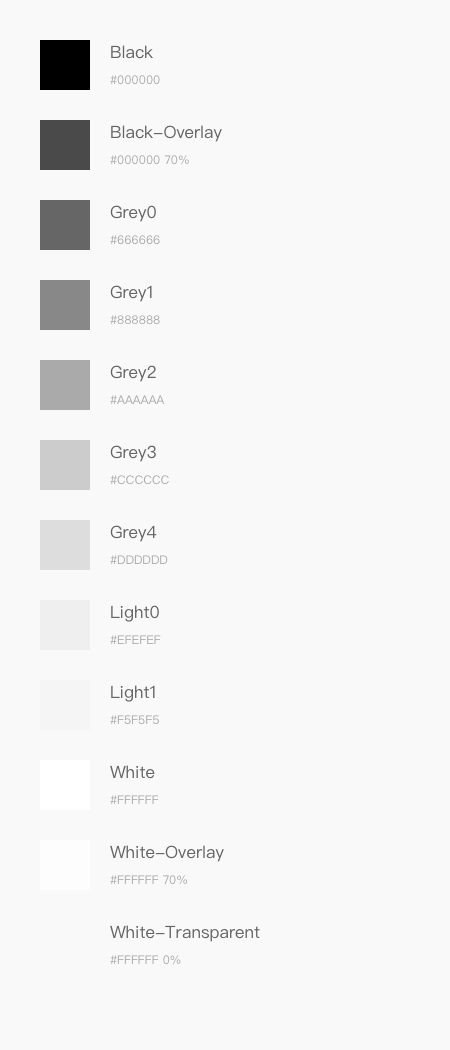 Black
#000000
Black–Overlay
#000000 70%
Grey0
#666666
Grey1
#888888
Grey2
#AAAAAA
Grey3
#CCCCCC
Grey4
#DDDDDD
Light0
#EFEFEF
Light1
#F5F5F5
White
#FFFFFF
White–Overlay
#FFFFFF 70%
White–Transparent
#FFFFFF 0%